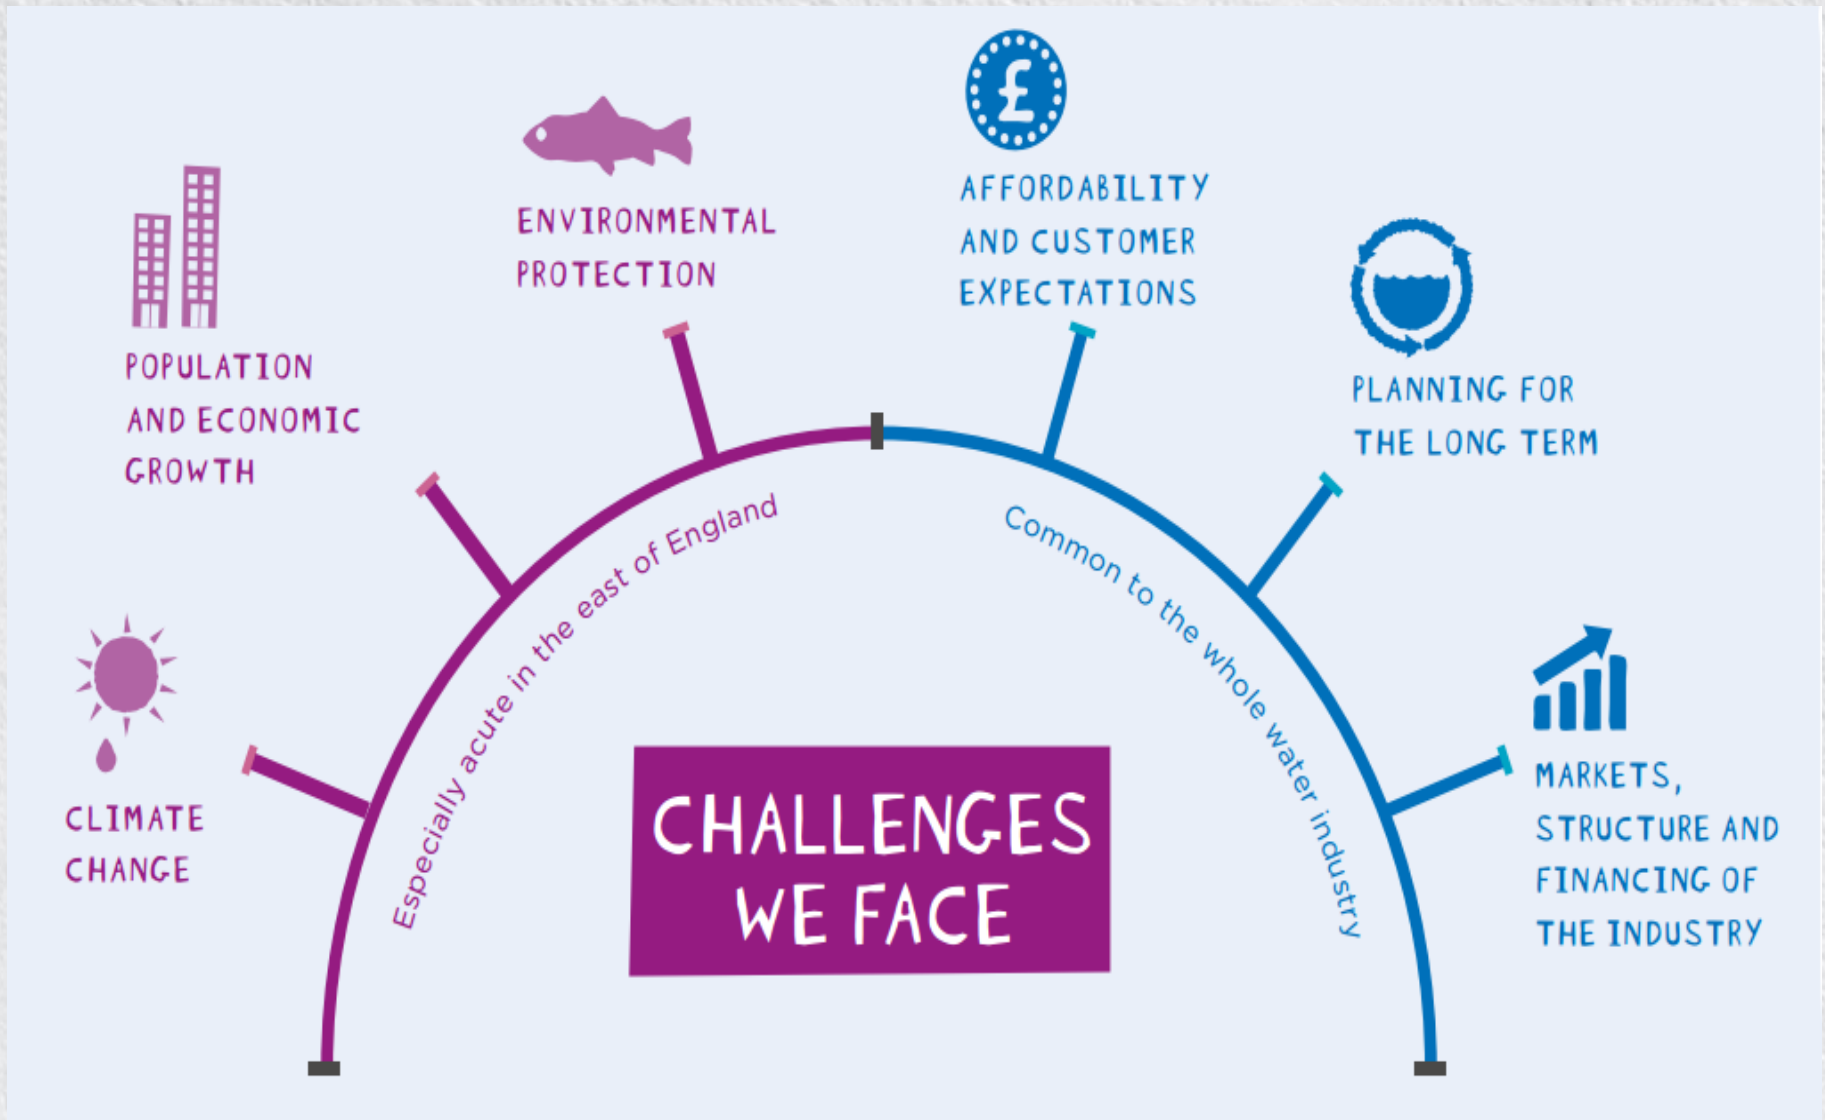 £
AFFORDABILITY
AND CUSTOMER
EXPECTATIONS
ENVIRONMENTAL
PROTECTION
POPULATION
AND ECONOMIC
GROWTH
PLANNING FOR
THE LONG TERM
CLIMATE
CHANGE
Especially acute in the east of England
Common to the whole water industry
MARKETS,
STRUCTURE AND
FINANCING OF
THE INDUSTRY
CHALLENGES
WE FACE